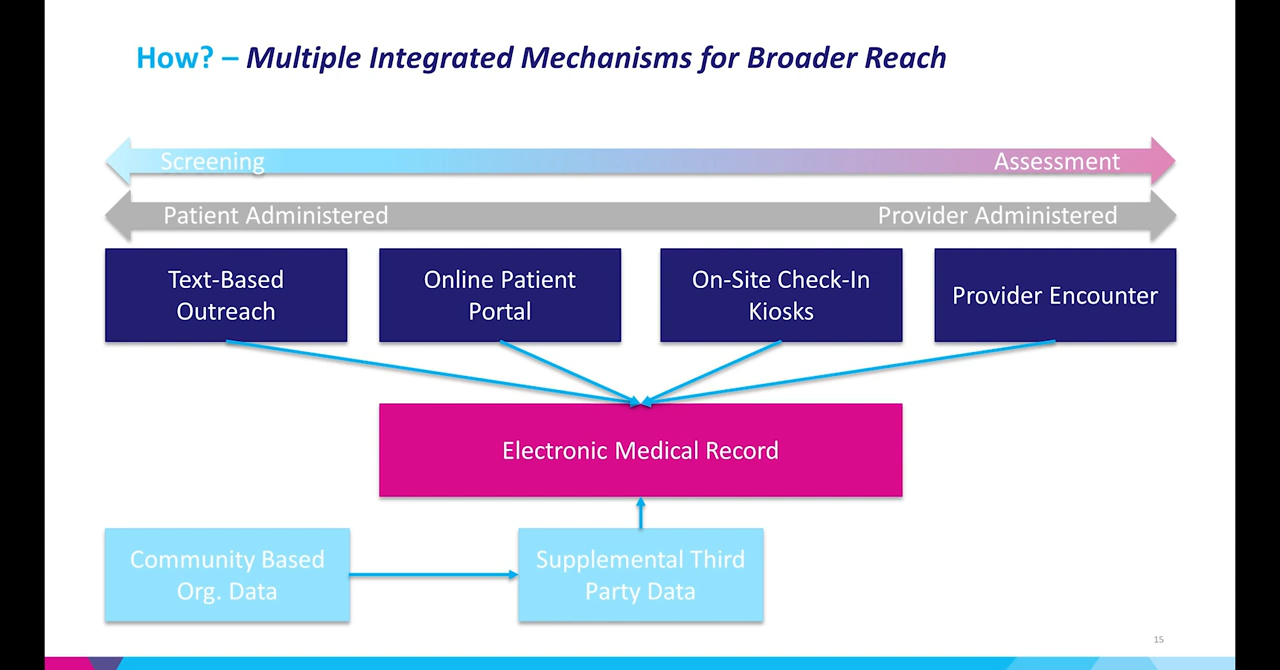 How? – Multiple Integrated Mechanisms for Broader Reach
Screening Assessment
Patient Administered Provider Administered
Text-Based
Outreach
Online Patient
Portal
On-Site Check-In
Kiosks
Provider Encounter
Electronic Medical Record
Community Based
Org. Data
Supplemental Third
Party Data
15